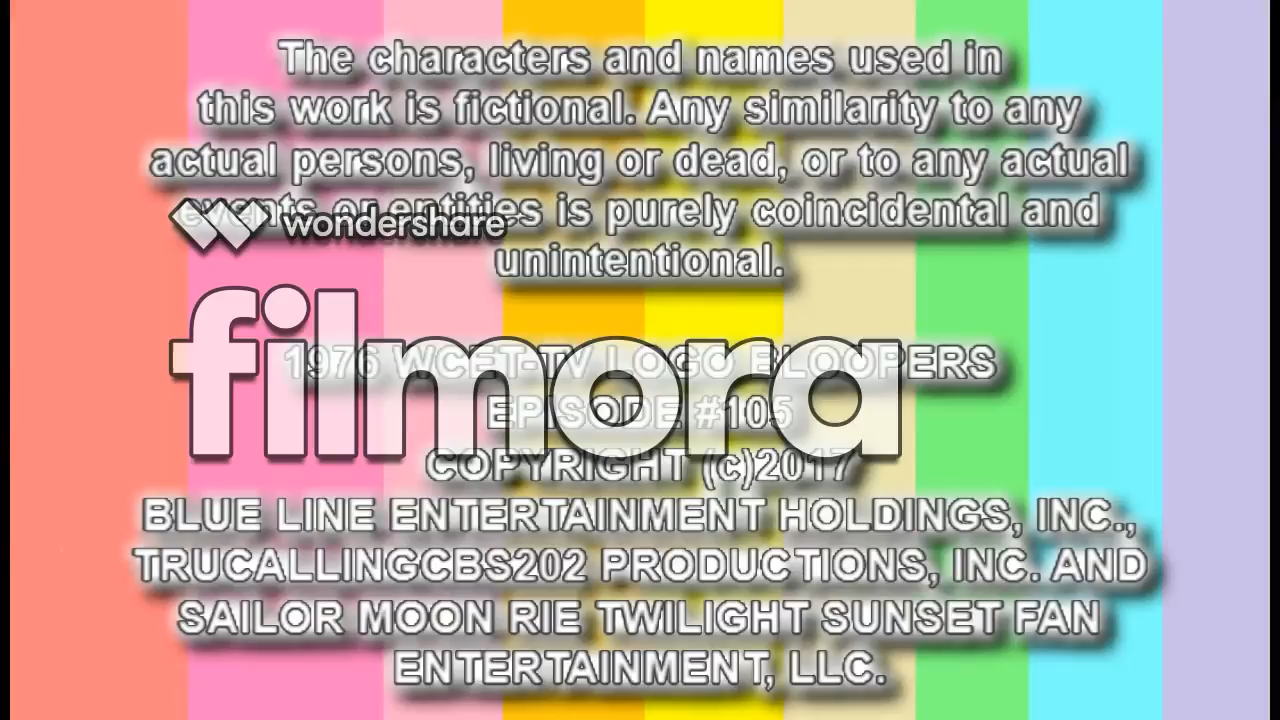 The characters and names used in
this work is fictional. Any similarity to any
actual persons, living or dead, or to any actual
events or entities is purely coincidental and
wondershare
unintentional.
filmora
1976 WCET-TV LOGO BLOOPERS
EPISODE #105
COPYRIGHT (c)2017
BLUE LINE ENTERTAINMENT HOLDINGS, INC.,
TRUCALLINGCBS202 PRODUCTIONS, INC. AND
SAILOR MOON RIE TWILIGHT SUNSET FAN
ENTERTAINMENT, LLC.